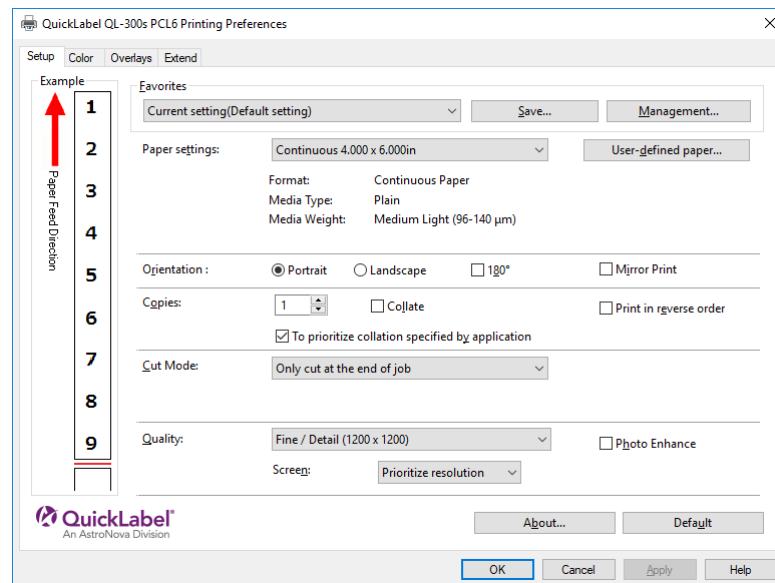 QuickLabel QL-300s PCL6 Printing Preferences
Setup Color Overlays Extend
Example
Paper Feed Direction
1
2
3
4
5
6
7
8
9
Favorites
Current setting(Default setting) Save... Management...
Paper settings: Continuous 4.000 x 6.000in User-defined paper...
Format: Continuous Paper
Media Type: Plain
Media Weight: Medium Light (96-140 µm)
Orientation : Portrait Landscape 180° Mirror Print
Copies: 1 Collate Print in reverse order
To prioritize collation specified by application
Cut Mode: Only cut at the end of job
Quality: Fine / Detail (1200 x 1200) Photo Enhance
Screen: Prioritize resolution
QuickLabel®
An AstroNova Division
About... Default
OK Cancel Apply Help